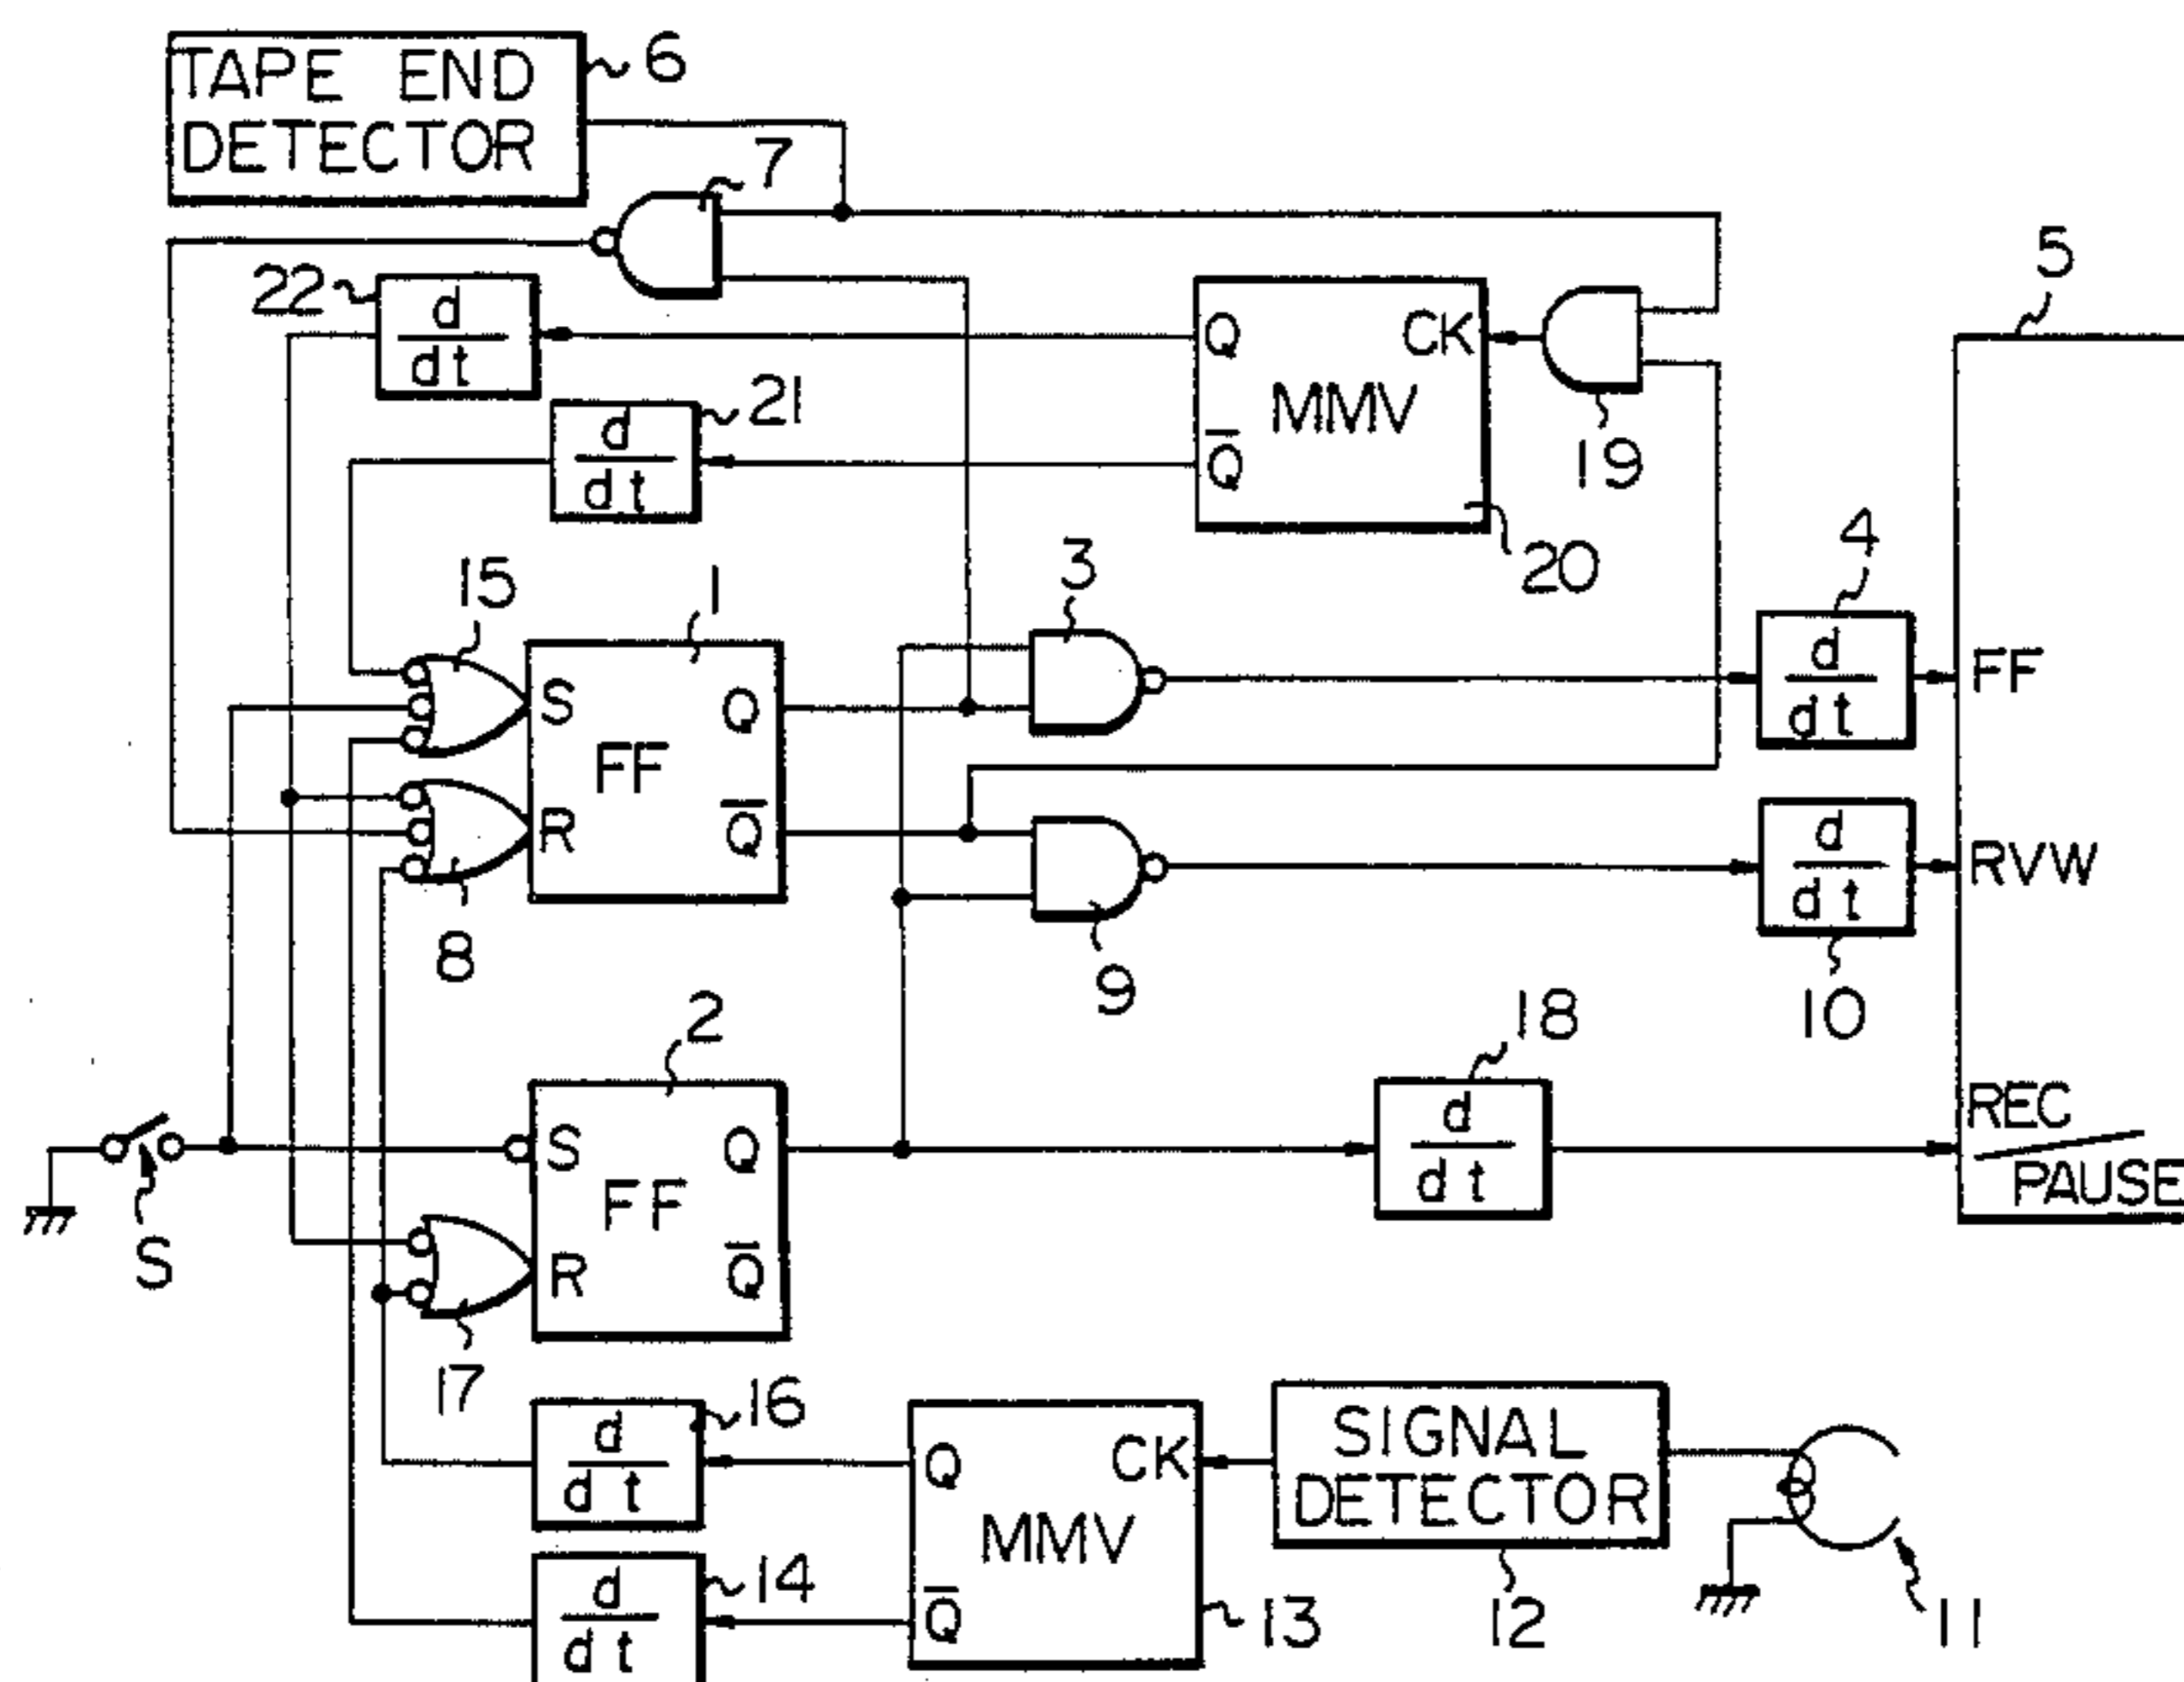 TAPE END
DETECTOR
6
7
22
d
dt
21
d
dt
Q
CK
MMV
Q̅
19
20
5
15
1
3
4
S
Q
FF
R
Q̅
d
dt
FF
8
9
d
dt
RVW
10
2
18
S
S
Q
FF
R
Q̅
d
dt
REC
PAUSE
17
16
d
dt
Q
CK
MMV
Q̅
13
SIGNAL
DETECTOR
12
11
14
d
dt